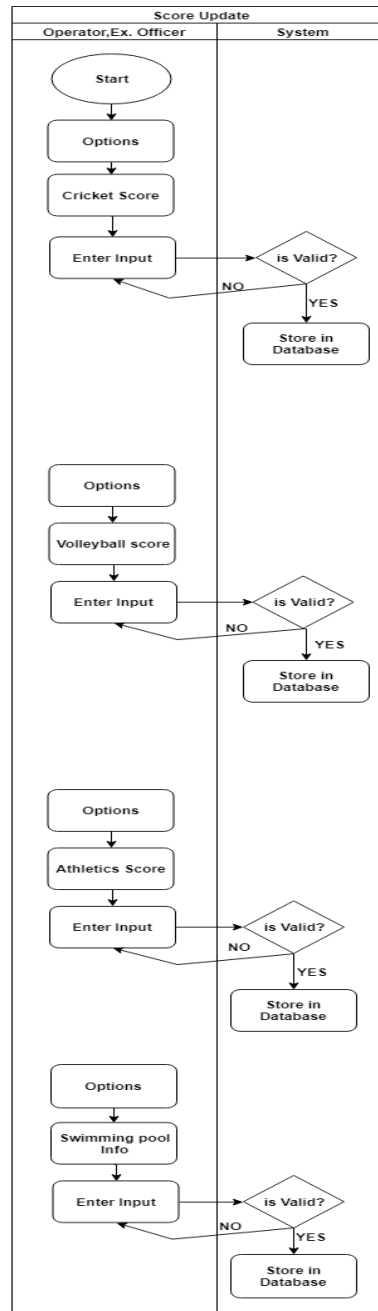 Score Update
Operator,Ex. Officer
System
Start
Options
Cricket Score
Enter Input
is Valid?
NO
YES
Store in
Database
Options
Volleyball score
Enter Input
is Valid?
NO
YES
Store in
Database
Options
Athletics Score
Enter Input
is Valid?
NO
YES
Store in
Database
Options
Swimming pool
Info
Enter Input
is Valid?
NO
YES
Store in
Database